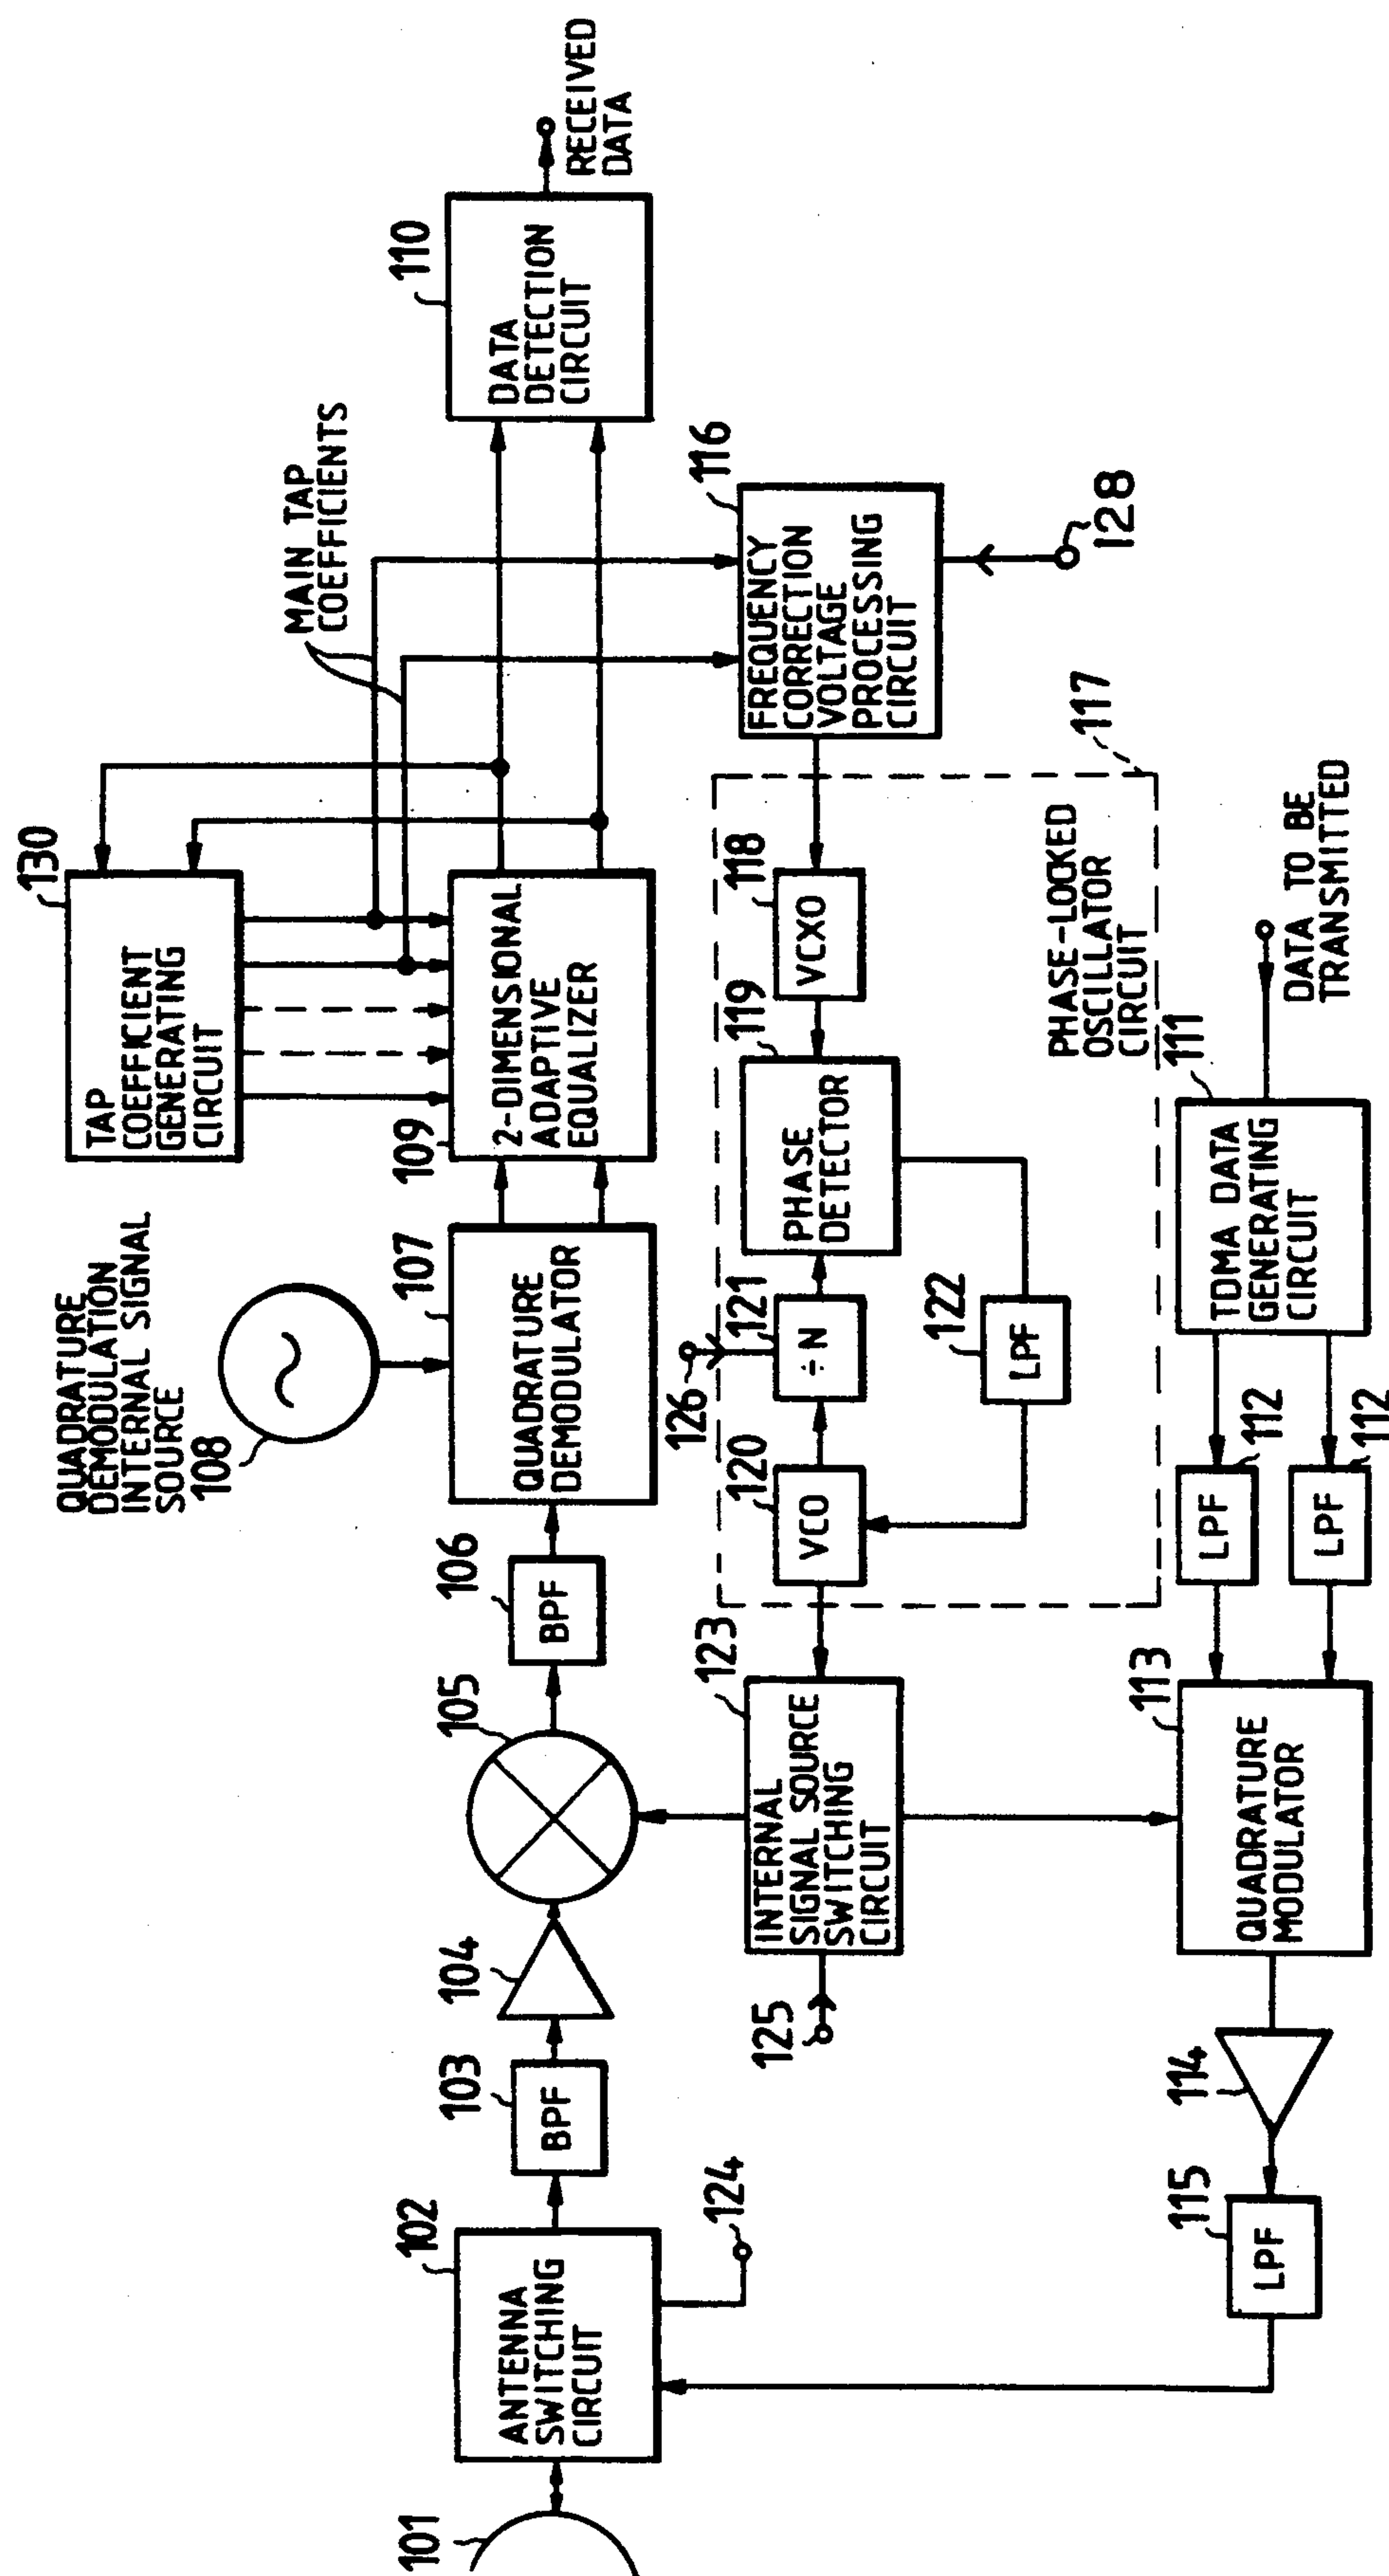 101
ANTENNA
SWITCHING
CIRCUIT
102
124
BPF
103
104
105
BPF
106
QUADRATURE
DEMODULATION
INTERNAL SIGNAL
SOURCE
108
QUADRATURE
DEMODULATOR
107
TAP
COEFFICIENT
GENERATING
CIRCUIT
130
109
2-DIMENSIONAL
ADAPTIVE
EQUALIZER
MAIN TAP
COEFFICIENTS
DATA
DETECTION
CIRCUIT
110
RECEIVED
DATA
125
INTERNAL
SIGNAL SOURCE
SWITCHING
CIRCUIT
123
VCO
120
126
÷N
121
PHASE
DETECTOR
119
VCXO
118
LPF
122
PHASE-LOCKED
OSCILLATOR
CIRCUIT
117
FREQUENCY
CORRECTION
VOLTAGE
PROCESSING
CIRCUIT
116
128
LPF
115
114
QUADRATURE
MODULATOR
113
LPF
112
LPF
112
TDMA DATA
GENERATING
CIRCUIT
111
DATA TO BE
TRANSMITTED